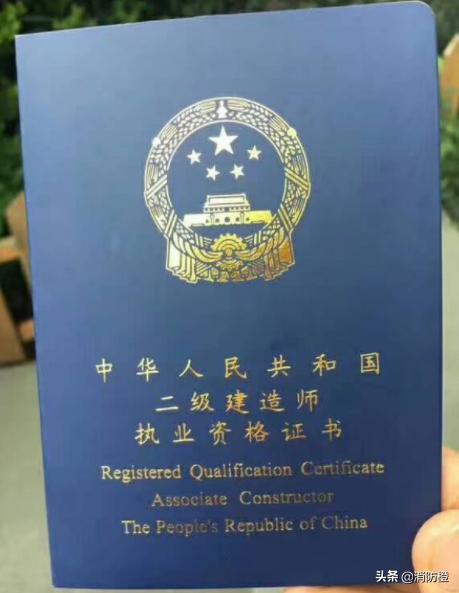 中华人民共和国
二级建造师
执业资格证书
Registered Qualification Certificate
Associate Constructor
The People's Republic of China
头条 @消防橙